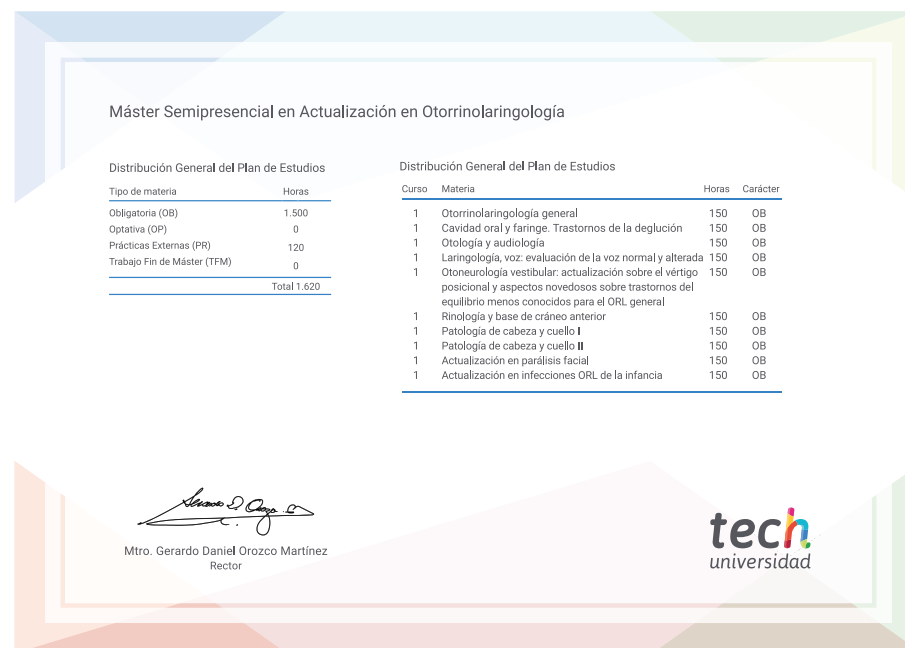 Máster Semipresencial en Actualización en Otorrinolaringología
Distribución General del Plan de Estudios
Tipo de materia Horas
Obligatoria (OB) 1.500
Optativa (OP) 0
Prácticas Externas (PR) 120
Trabajo Fin de Máster (TFM) 0
Total 1.620
Distribución General del Plan de Estudios
Curso Materia Horas Carácter
1 Otorrinolaringología general 150 OB
1 Cavidad oral y faringe. Trastornos de la deglución 150 OB
1 Otología y audiología 150 OB
1 Laringología, voz: evaluación de la voz normal y alterada 150 OB
1 Otoneurología vestibular: actualización sobre el vértigo 150 OB
posicional y aspectos novedosos sobre trastornos del
equilibrio menos conocidos para el ORL general
1 Rinología y base de cráneo anterior 150 OB
1 Patología de cabeza y cuello I 150 OB
1 Patología de cabeza y cuello II 150 OB
1 Actualización en parálisis facial 150 OB
1 Actualización en infecciones ORL de la infancia 150 OB
Mtro. Gerardo Daniel Orozco Martínez
Rector
tech
universidad